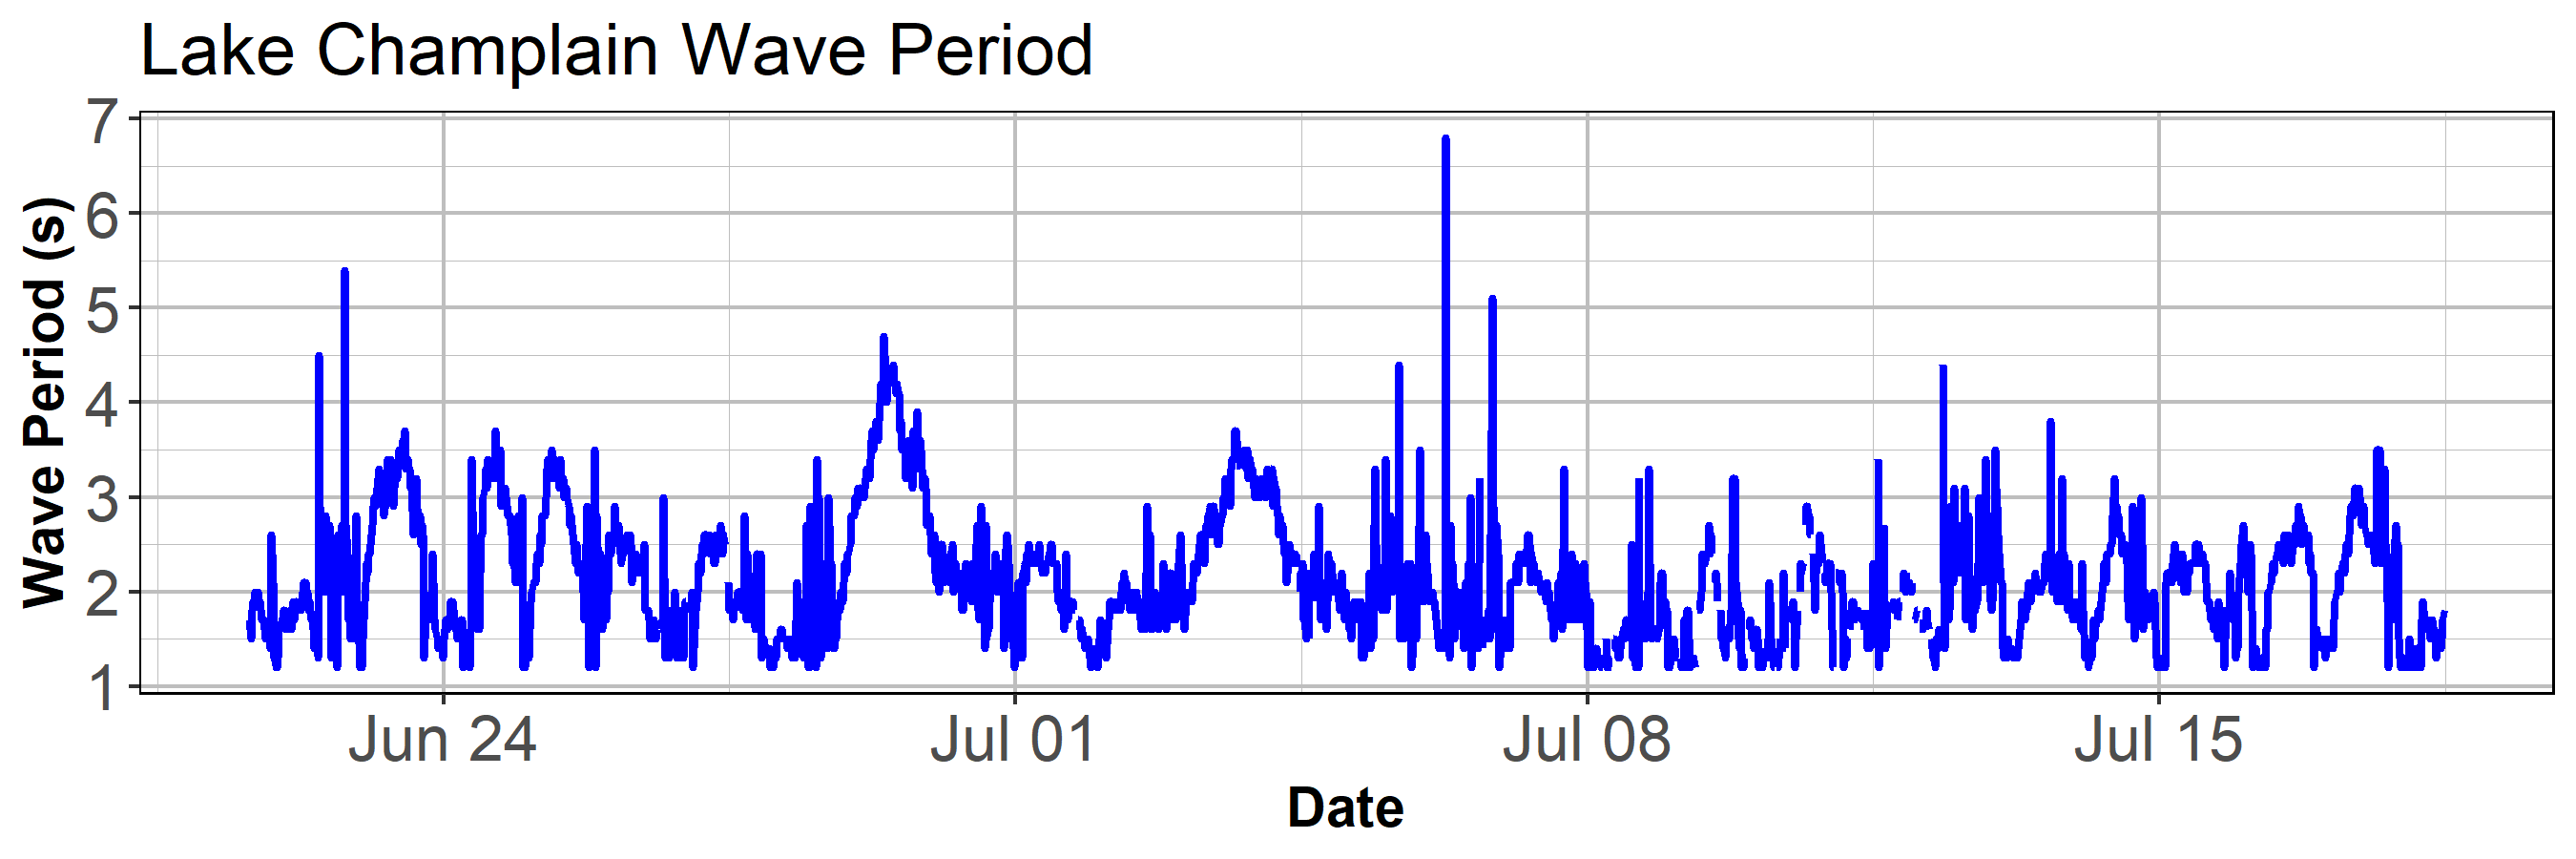 Lake Champlain Wave Period
Wave Period (s)
7
6
5
4
3
2
1
Jun 24
Jul 01
Jul 08
Jul 15
Date